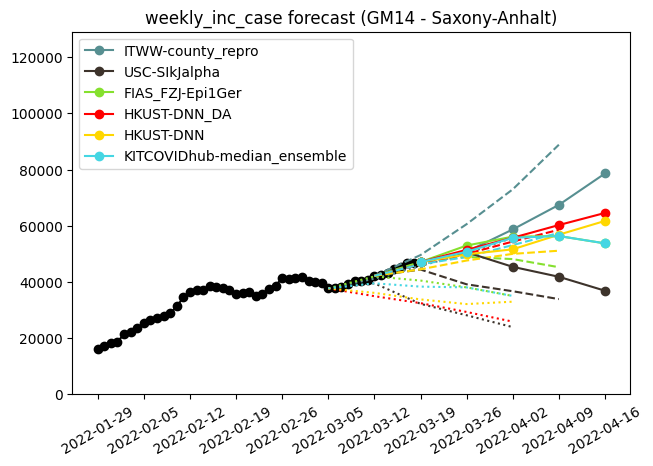 weekly_inc_case forecast (GM14 - Saxony-Anhalt)
120000
100000
80000
60000
40000
20000
0
ITWW-county_repro
USC-SIkJalpha
FIAS_FZJ-Epi1Ger
HKUST-DNN_DA
HKUST-DNN
KITCOVIDhub-median_ensemble
2022-01-29
2022-02-05
2022-02-12
2022-02-19
2022-02-26
2022-03-05
2022-03-12
2022-03-19
2022-03-26
2022-04-02
2022-04-09
2022-04-16